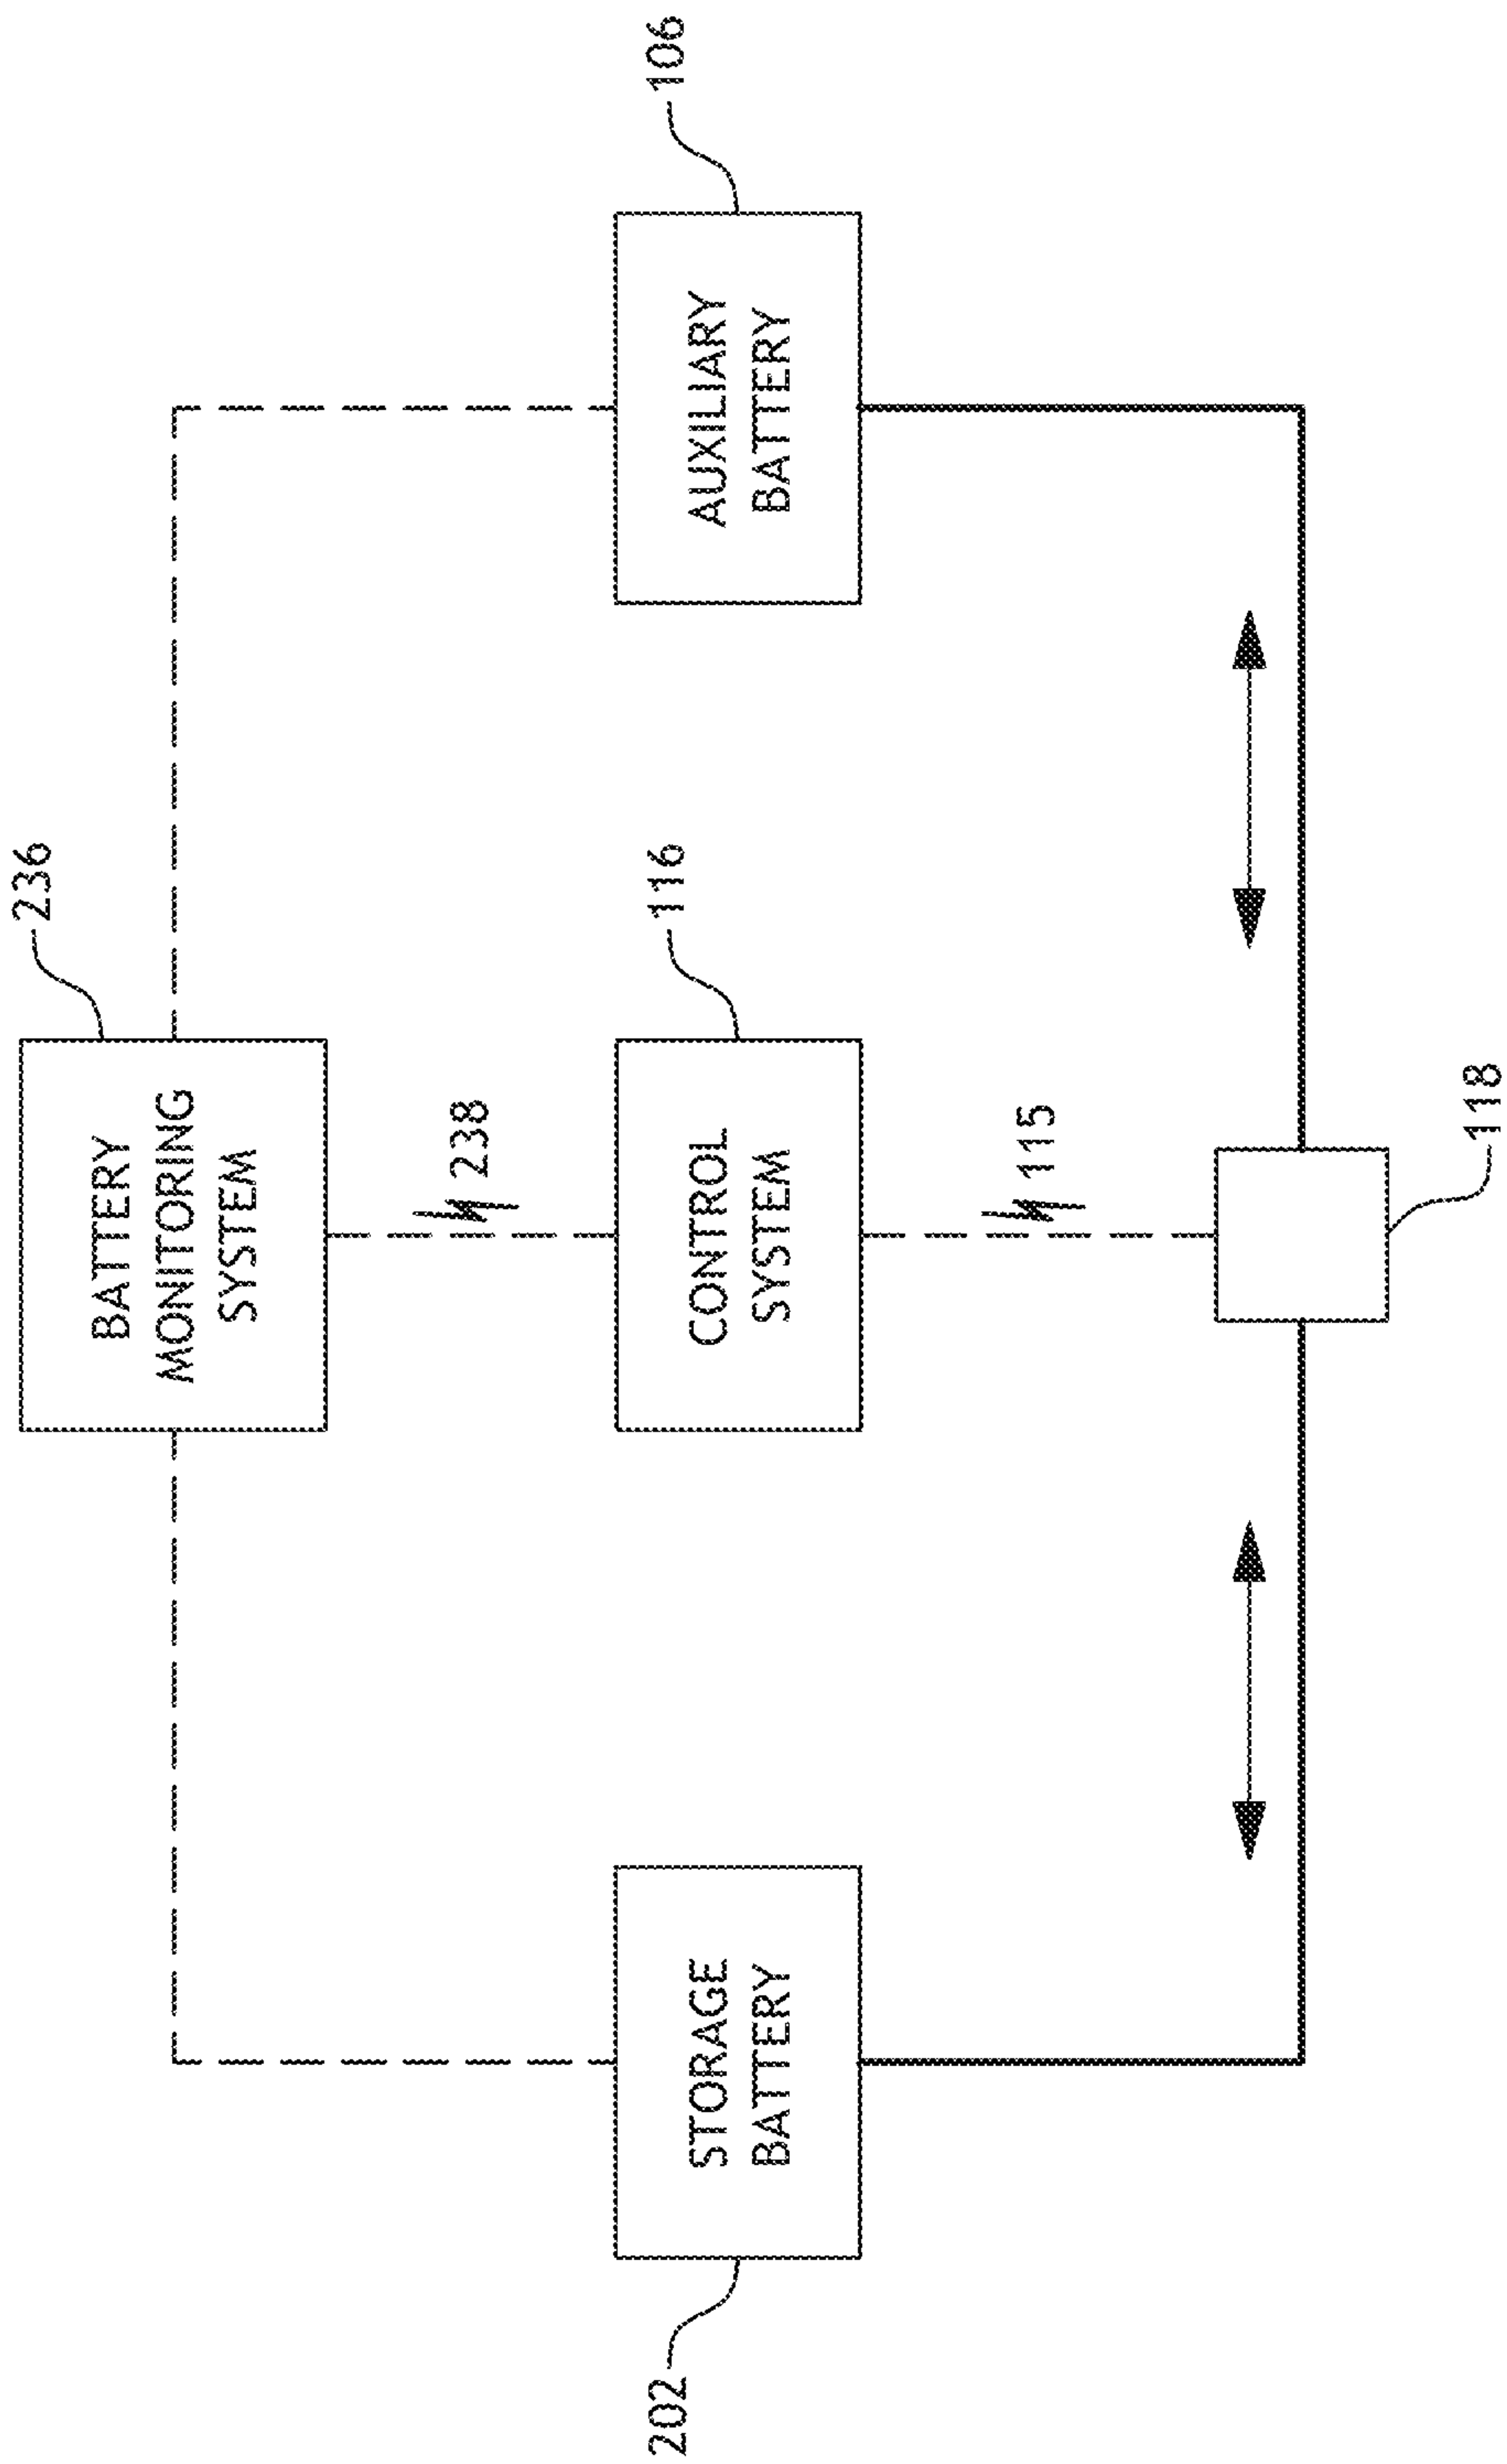 236
BATTERY
MONITORING
SYSTEM
238
202
STORAGE
BATTERY
116
CONTROL
SYSTEM
106
AUXILIARY
BATTERY
115
118